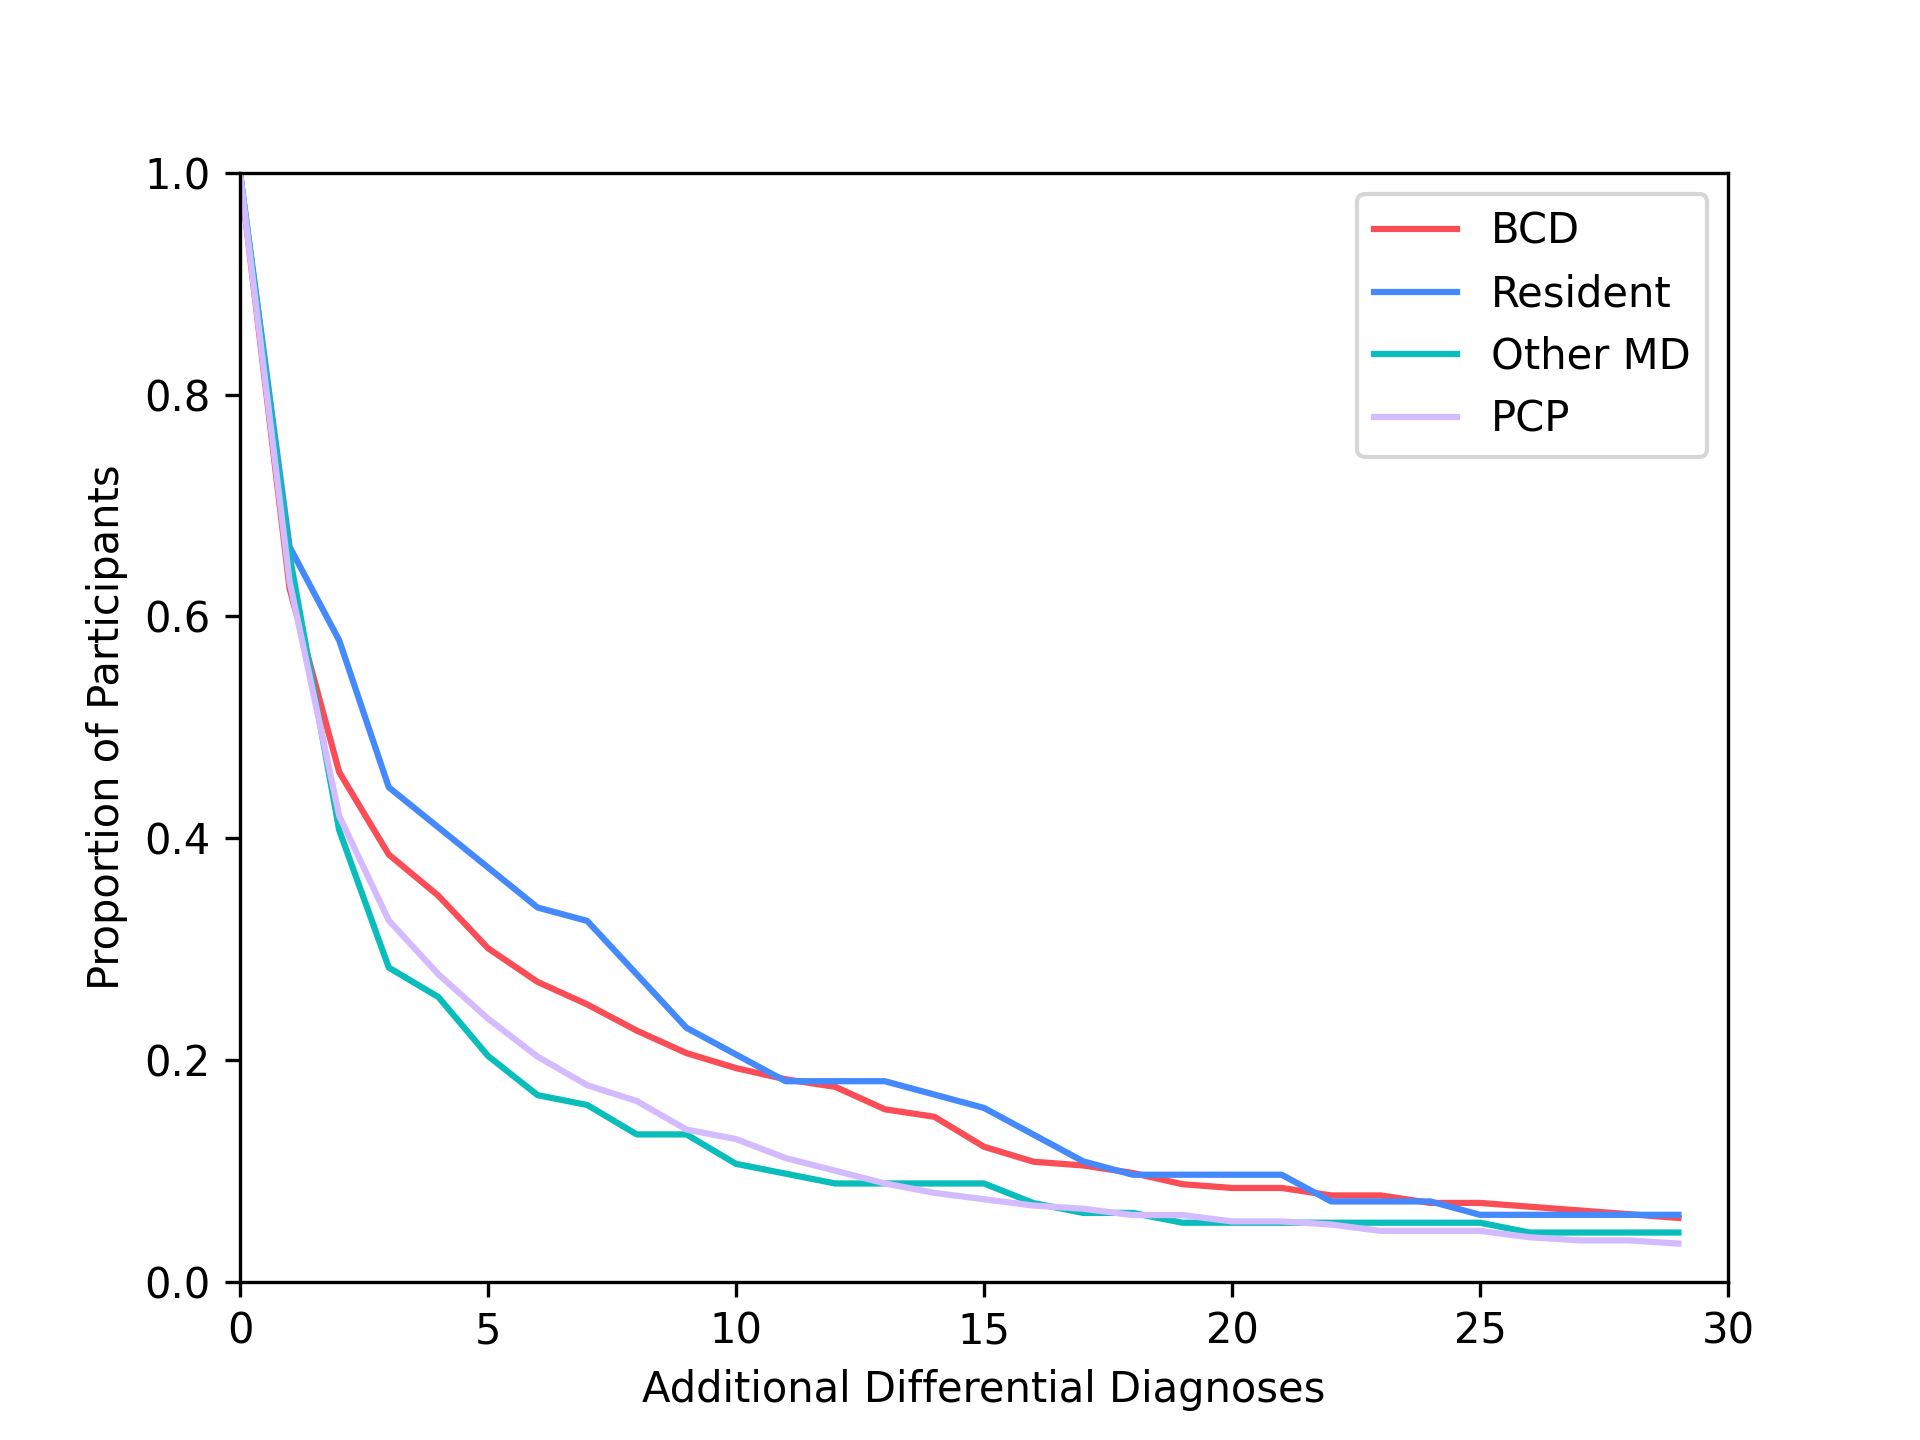 1.0
0.8
0.6
0.4
0.2
0.0
Proportion of Participants
BCD
Resident
Other MD
PCP
0 5 10 15 20 25 30
Additional Differential Diagnoses